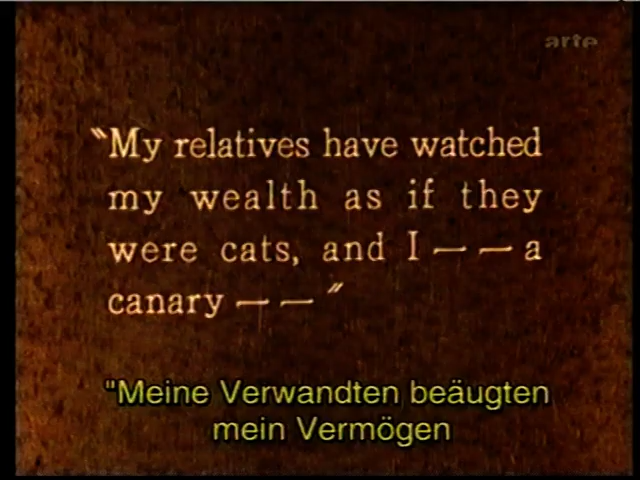 arte
"My relatives have watched
my wealth as if they
were cats, and I — — a
canary — — "
"Meine Verwandten beäugten
mein Vermögen